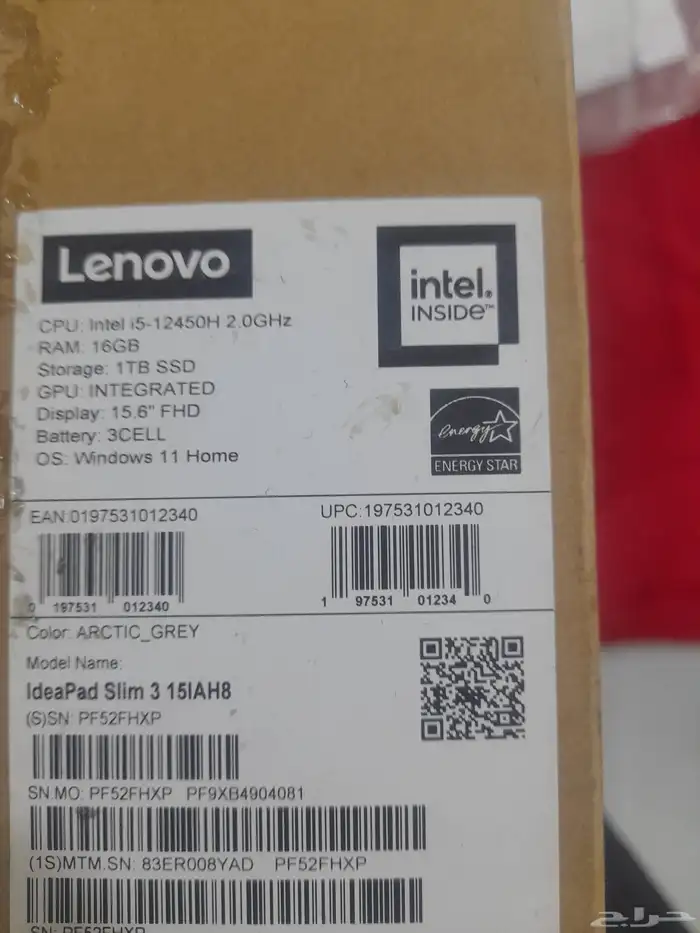 Lenovo
intel.
INSIDE™
CPU: Intel i5-12450H 2.0GHz
RAM: 16GB
Storage: 1TB SSD
GPU: INTEGRATED
Display: 15.6" FHD
Battery: 3CELL
OS: Windows 11 Home
energy
ENERGY STAR
EAN:0197531012340
UPC:197531012340
0 197531 012340
1 97531 01234 0
Color: ARCTIC_GREY
Model Name:
IdeaPad Slim 3 15IAH8
(S)SN: PF52FHXP
SN.MO: PF52FHXP PF9XB4904081
(1S)MTM.SN: 83ER008YAD PF52FHXP
SN: PF52FHXP
حراج